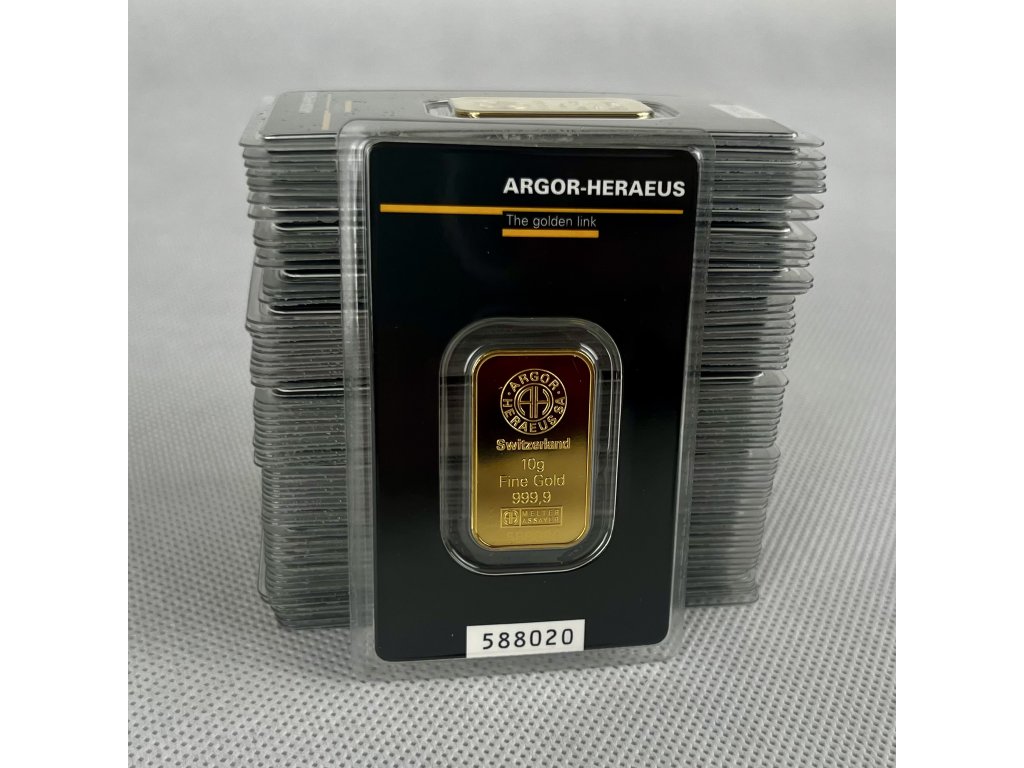 ARGOR-HERAEUS
The golden link
ARGOR
HERAEUS SA
Switzerland
10g
Fine Gold
999,9
MELTER
ASSAYER
588020